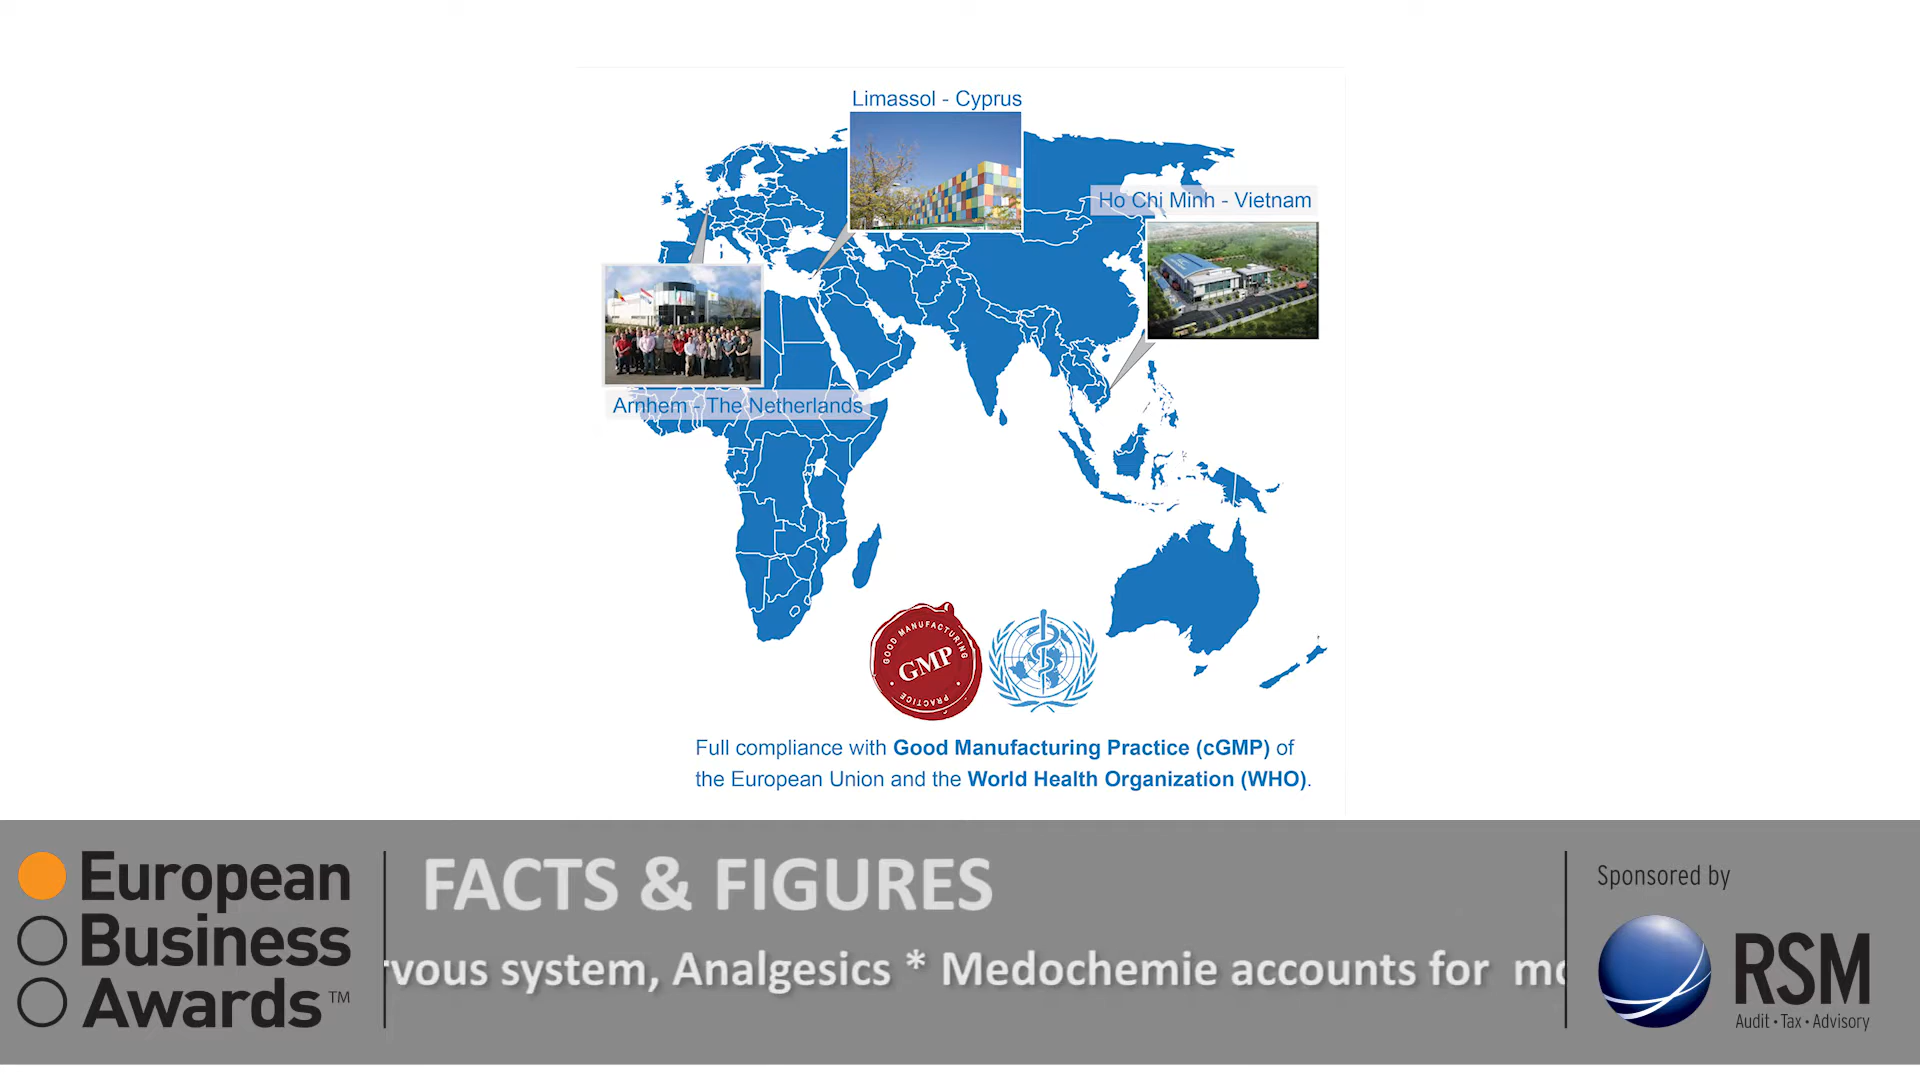 Limassol - Cyprus
Ho Chi Minh - Vietnam
Arnhem - The Netherlands
GOOD MANUFACTURING
GMP
PRACTICE
Full compliance with Good Manufacturing Practice (cGMP) of
the European Union and the World Health Organization (WHO).
European
Business
Awards™
FACTS & FIGURES
system, Analgesics * Medochemie accounts for
Sponsored by
RSM
Audit • Tax • Advisory